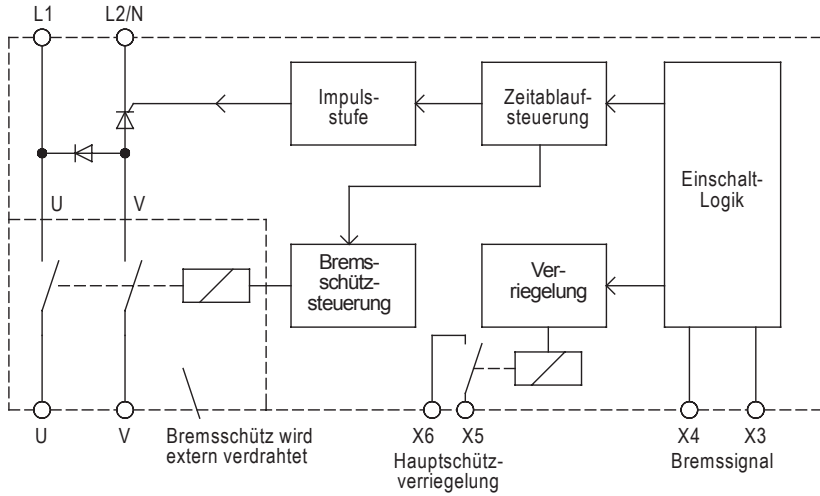 L1
L2/N
Impuls-
stufe
Zeitablauf-
steuerung
Einschalt-
Logik
U
V
Brems-
schütz-
steuerung
Ver-
riegelung
U
V
Bremsschütz wird
extern verdrahtet
X6
X5
Hauptschütz-
verriegelung
X4
X3
Bremssignal